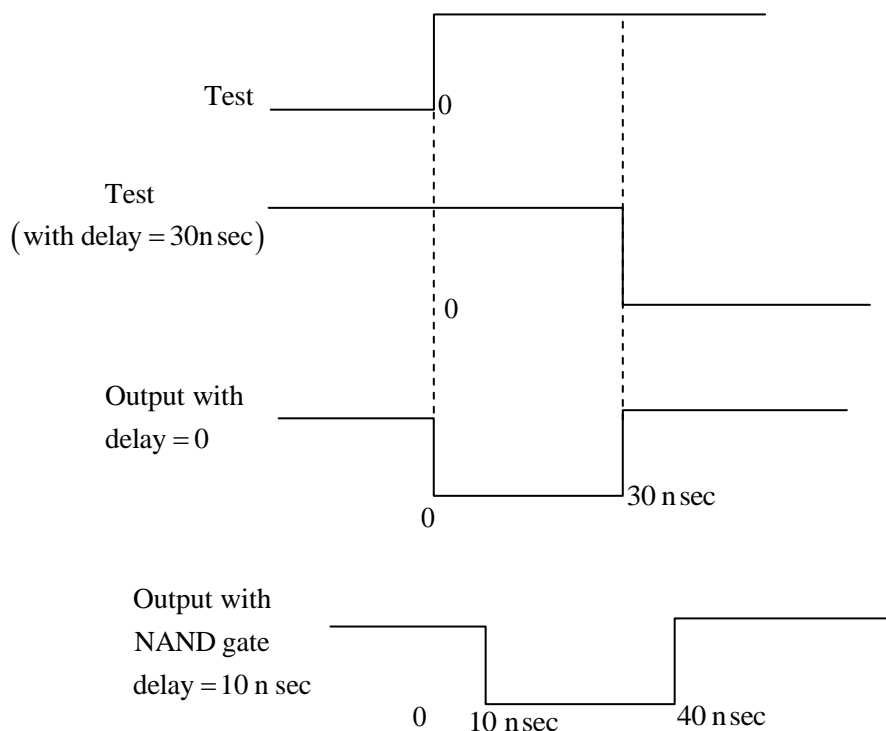 Test
0
Test
(with delay = 30n sec)
0
Output with
delay = 0
30 n sec
0
Output with
NAND gate
delay = 10 n sec
0
10 n sec
40 n sec